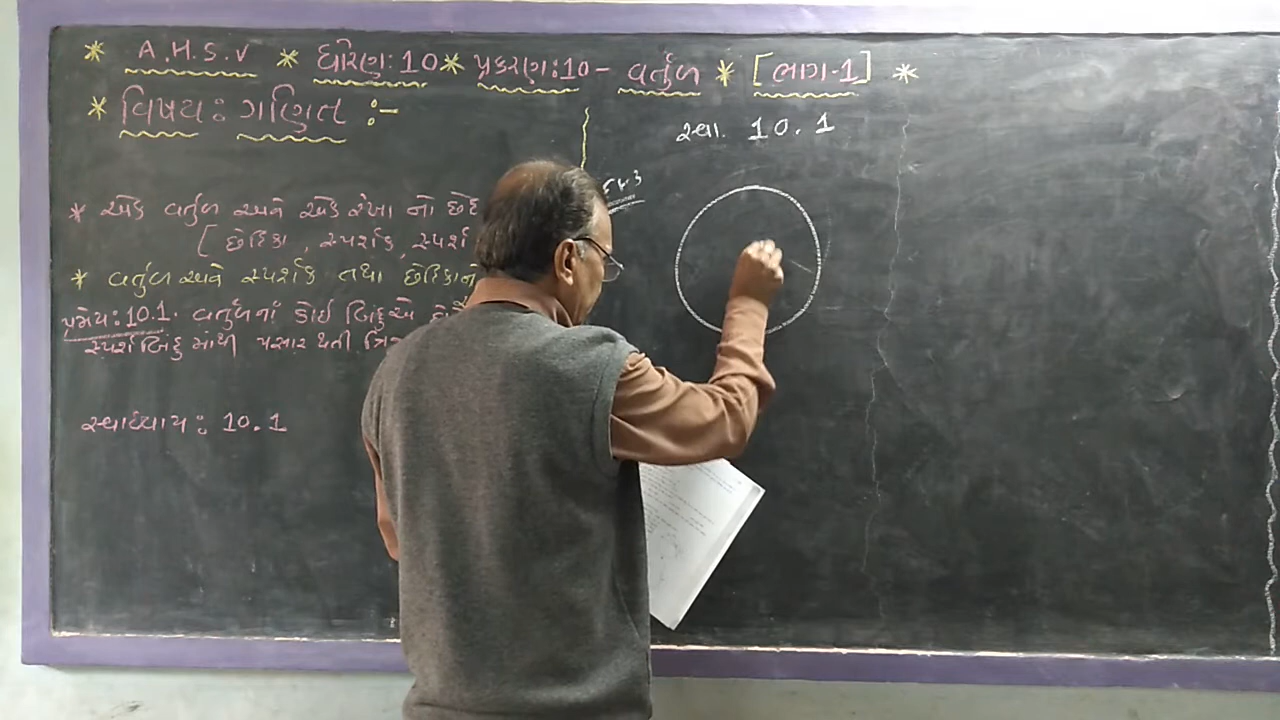 * A.H.S.V * ધોરણ:10 * પ્રકરણ:10 - વર્તુળ * [ભાગ-1] *
* વિષય: ગણિત :-
સ્વા. 10.1
* એક વર્તુળ અને એક રેખા નો છેદ
[ છેદિકા, સ્પર્શક, સ્પર્શ
* વર્તુળ અને સ્પર્શક તથા છેદિકાનો
પ્રમેય:10.1. વર્તુળનાં કોઈ બિંદુએ
સ્પર્શબિંદુ માંથી પસાર થતી ત્રિ
સ્વાધ્યાય: 10.1